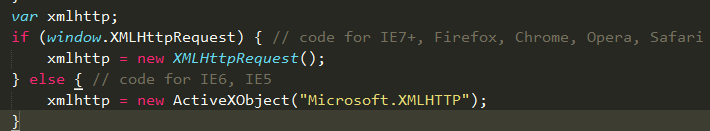 }
var xmlhttp;
if (window.XMLHttpRequest) { // code for IE7+, Firefox, Chrome, Opera, Safari
    xmlhttp = new XMLHttpRequest();
} else { // code for IE6, IE5
    xmlhttp = new ActiveXObject("Microsoft.XMLHTTP");
}